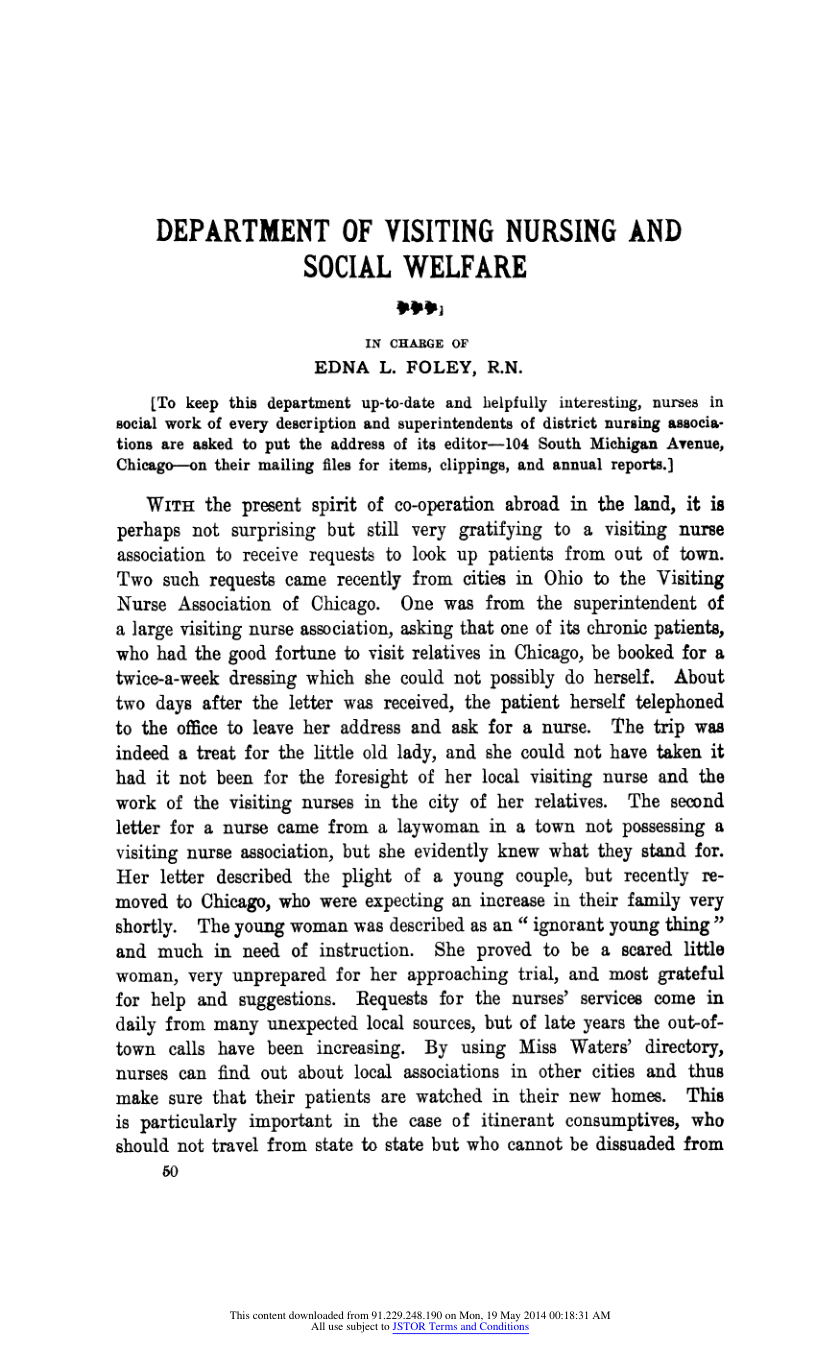 DEPARTMENT OF VISITING NURSING AND
SOCIAL WELFARE
IN CHARGE OF
EDNA L. FOLEY, R.N.
[To keep this department up-to-date and helpfully interesting, nurses in
social work of every description and superintendents of district nursing associa-
tions are asked to put the address of its editor—104 South Michigan Avenue,
Chicago—on their mailing files for items, clippings, and annual reports.]
WITH the present spirit of co-operation abroad in the land, it is
perhaps not surprising but still very gratifying to a visiting nurse
association to receive requests to look up patients from out of town.
Two such requests came recently from cities in Ohio to the Visiting
Nurse Association of Chicago. One was from the superintendent of
a large visiting nurse association, asking that one of its chronic patients,
who had the good fortune to visit relatives in Chicago, be booked for a
twice-a-week dressing which she could not possibly do herself. About
two days after the letter was received, the patient herself telephoned
to the office to leave her address and ask for a nurse. The trip was
indeed a treat for the little old lady, and she could not have taken it
had it not been for the foresight of her local visiting nurse and the
work of the visiting nurses in the city of her relatives. The second
letter for a nurse came from a laywoman in a town not possessing a
visiting nurse association, but she evidently knew what they stand for.
Her letter described the plight of a young couple, but recently re-
moved to Chicago, who were expecting an increase in their family very
shortly. The young woman was described as an “ ignorant young thing ”
and much in need of instruction. She proved to be a scared little
woman, very unprepared for her approaching trial, and most grateful
for help and suggestions. Requests for the nurses’ services come in
daily from many unexpected local sources, but of late years the out-of-
town calls have been increasing. By using Miss Waters’ directory,
nurses can find out about local associations in other cities and thus
make sure that their patients are watched in their new homes. This
is particularly important in the case of itinerant consumptives, who
should not travel from state to state but who cannot be dissuaded from
50
This content downloaded from 91.229.248.190 on Mon, 19 May 2014 00:18:31 AM
All use subject to JSTOR Terms and Conditions